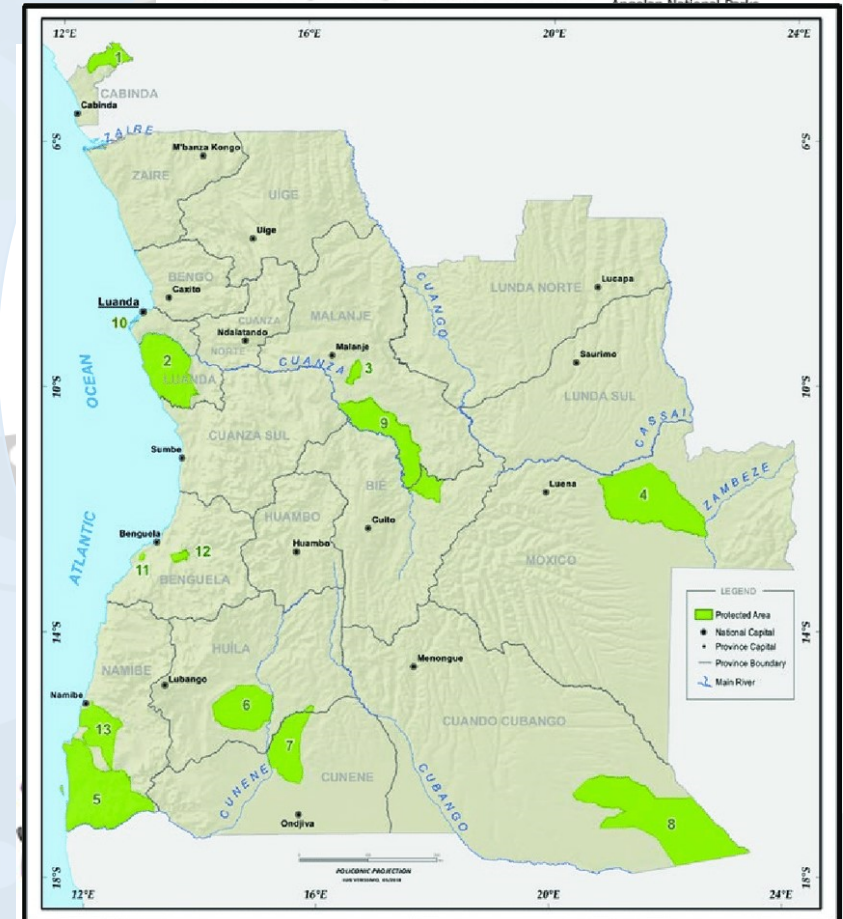 Angolan National Parks
12°E 16°E 20°E 24°E
1
CABINDA
Cabinda
ZAIRE
6°S 6°S
M'banza Kongo
ZAIRE
UIGE
Uige
BENGO
Caxito
CUANGO
LUNDA NORTE
Lucapa
Luanda
10
MALANJE
CUANZA
NORTE
Ndalatando
Malanje
Saurimo
2
LUANDA
CUANZA
3
10°S 10°S
LUNDA SUL
OCEAN
ATLANTIC
9
CASSAI
CUANZA SUL
Sumbe
BIÉ
Luena
4
ZAMBEZE
HUAMBO
Cuito
Benguela
12
11
Huambo
BENGUELA
MOXICO
LEGEND
Protected Area
National Capital
Province Capital
Province Boundary
Main River
14°S 14°S
HUÍLA
NAMIBE
Lubango
Menongue
Namibe
6
13
7
CUANDO CUBANGO
5
CUNENE
CUNENE
CUBANGO
8
Ondjiva
POLICONIC PROJECTION
18°S 18°S
12°E 16°E 20°E 24°E